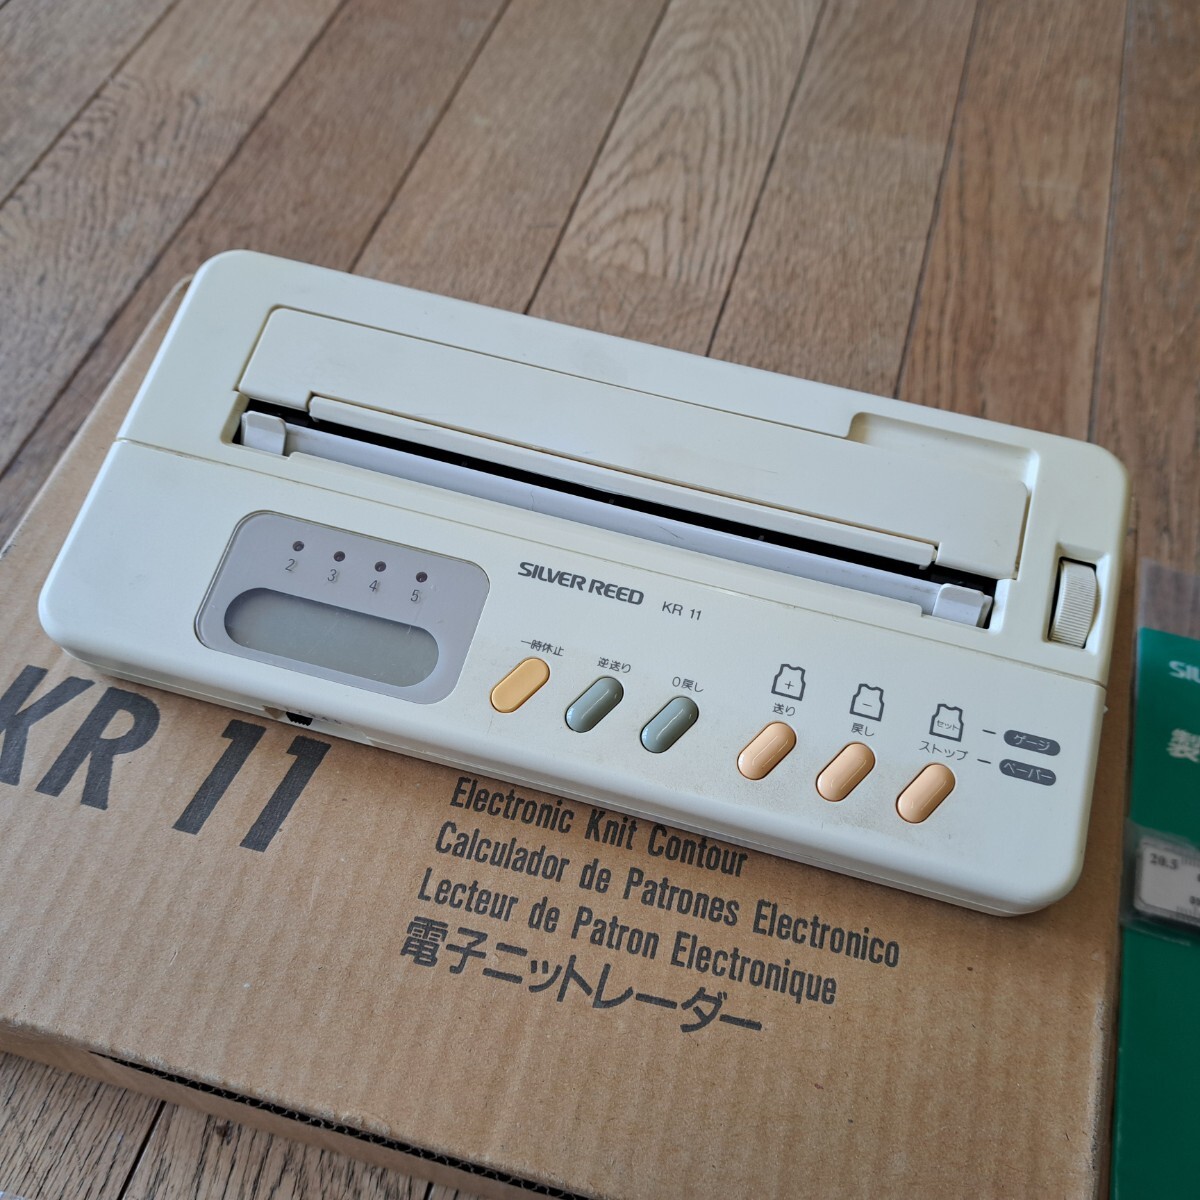 2 3 4 5
SILVER REED KR 11
一時休止
逆送り
0戻し
+
送り
-
戻し
セット
ストップ
ゲージ
ペーパー
KR 11
Electronic Knit Contour
Calculador de Patrones Electronico
Lecteur de Patron Electronique
電子ニットレーダー
20.5